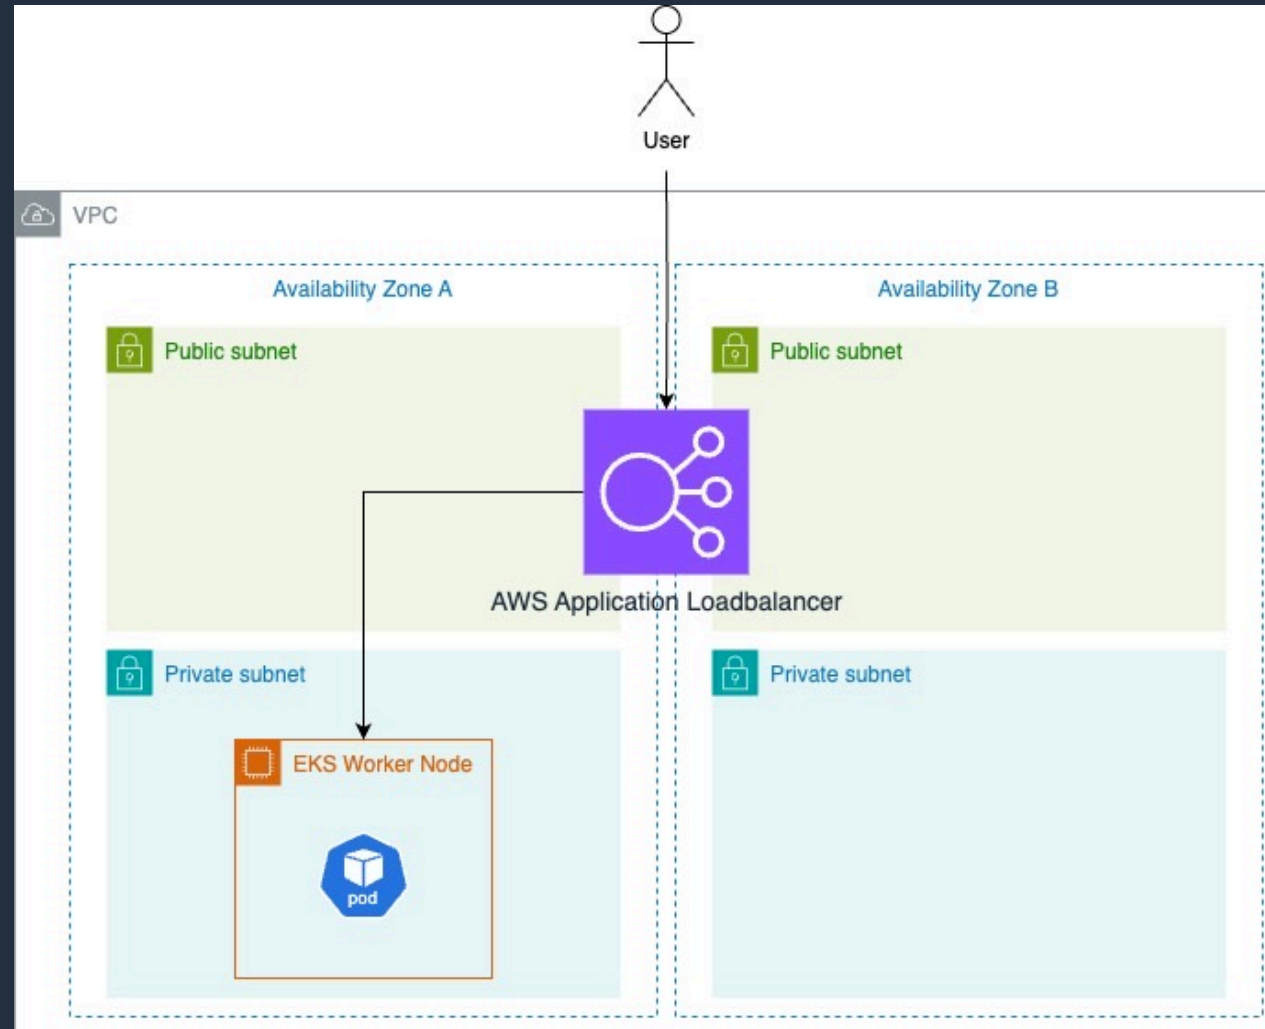 User
VPC
Availability Zone A
Availability Zone B
Public subnet
Public subnet
AWS Application Loadbalancer
Private subnet
Private subnet
EKS Worker Node
pod